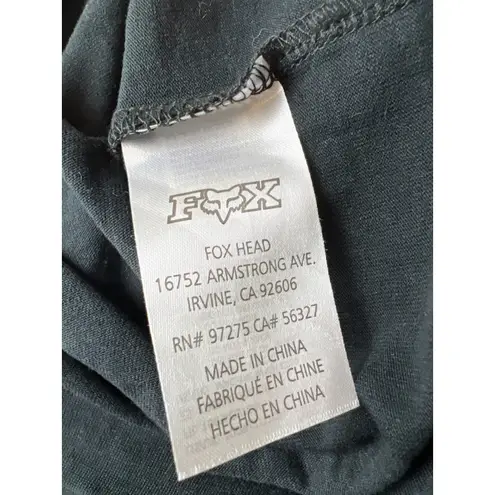 FOX
FOX HEAD
16752 ARMSTRONG AVE.
IRVINE, CA 92606
RN# 97275 CA# 56327
MADE IN CHINA
FABRIQUÉ EN CHINE
HECHO EN CHINA